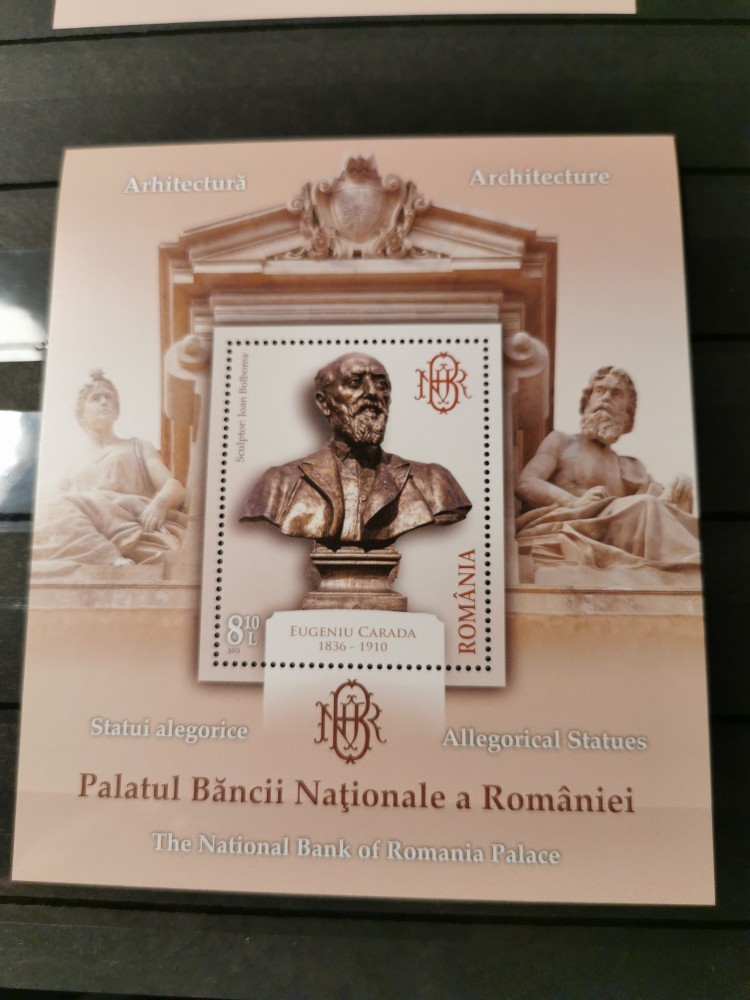 Arhitectură
Architecture
Sculptor: Ioan Bolborea
BNR
8 10 L
EUGENIU CARADA
1836 - 1910
ROMÂNIA
BNR
Statui alegorice
Allegorical Statues
Palatul Băncii Naţionale a României
The National Bank of Romania Palace